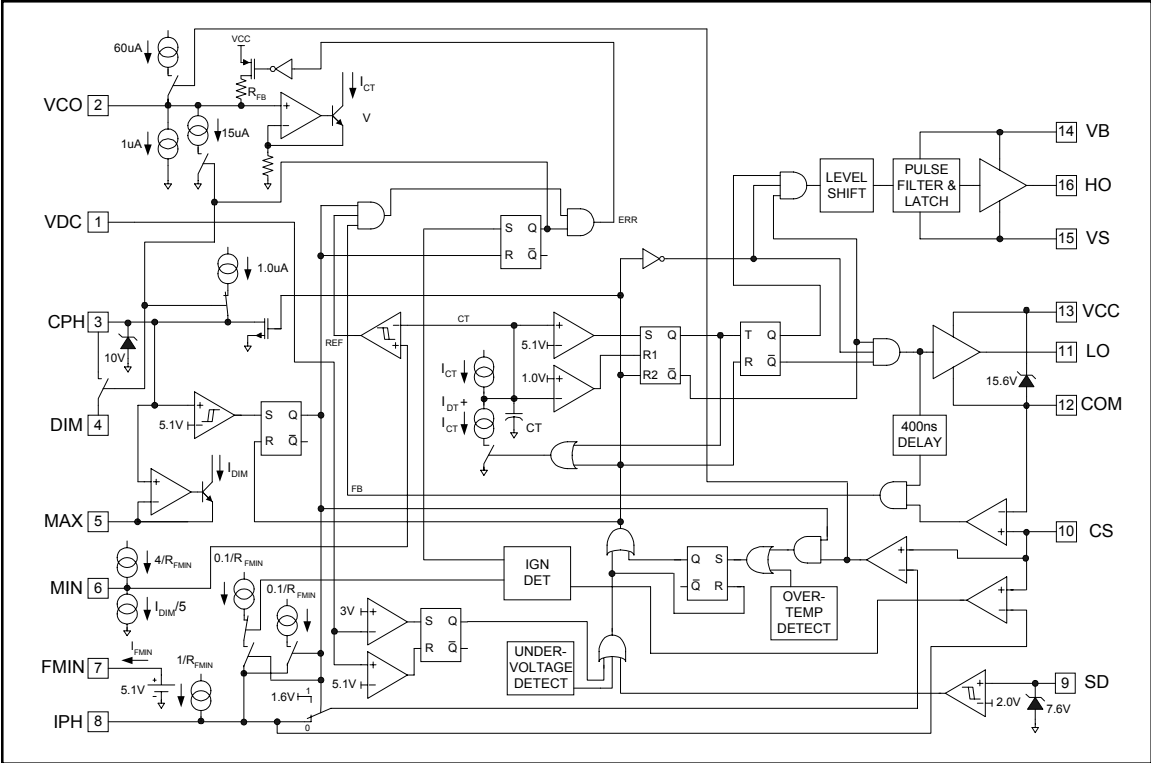 60uA
VCC
R_FB
I_CT
V
VCO 2
1uA
15uA
14 VB
LEVEL SHIFT
PULSE FILTER & LATCH
16 HO
15 VS
VDC 1
S Q
R Q̅
ERR
1.0uA
CPH 3
10V
REF
CT
5.1V
1.0V
S Q
R1
R2 Q̅
T Q
R Q̅
13 VCC
11 LO
15.6V
12 COM
I_CT
I_DT +
I_CT
CT
400ns DELAY
DIM 4
5.1V
S Q
R Q̅
I_DIM
MAX 5
FB
10 CS
4/R_FMIN
MIN 6
I_DIM/5
0.1/R_FMIN
0.1/R_FMIN
IGN DET
Q S
Q̅ R
OVER-TEMP DETECT
3V
5.1V
S Q
R Q̅
UNDER-VOLTAGE DETECT
I_FMIN
FMIN 7
5.1V
1/R_FMIN
1.6V
1
0
IPH 8
9 SD
2.0V
7.6V